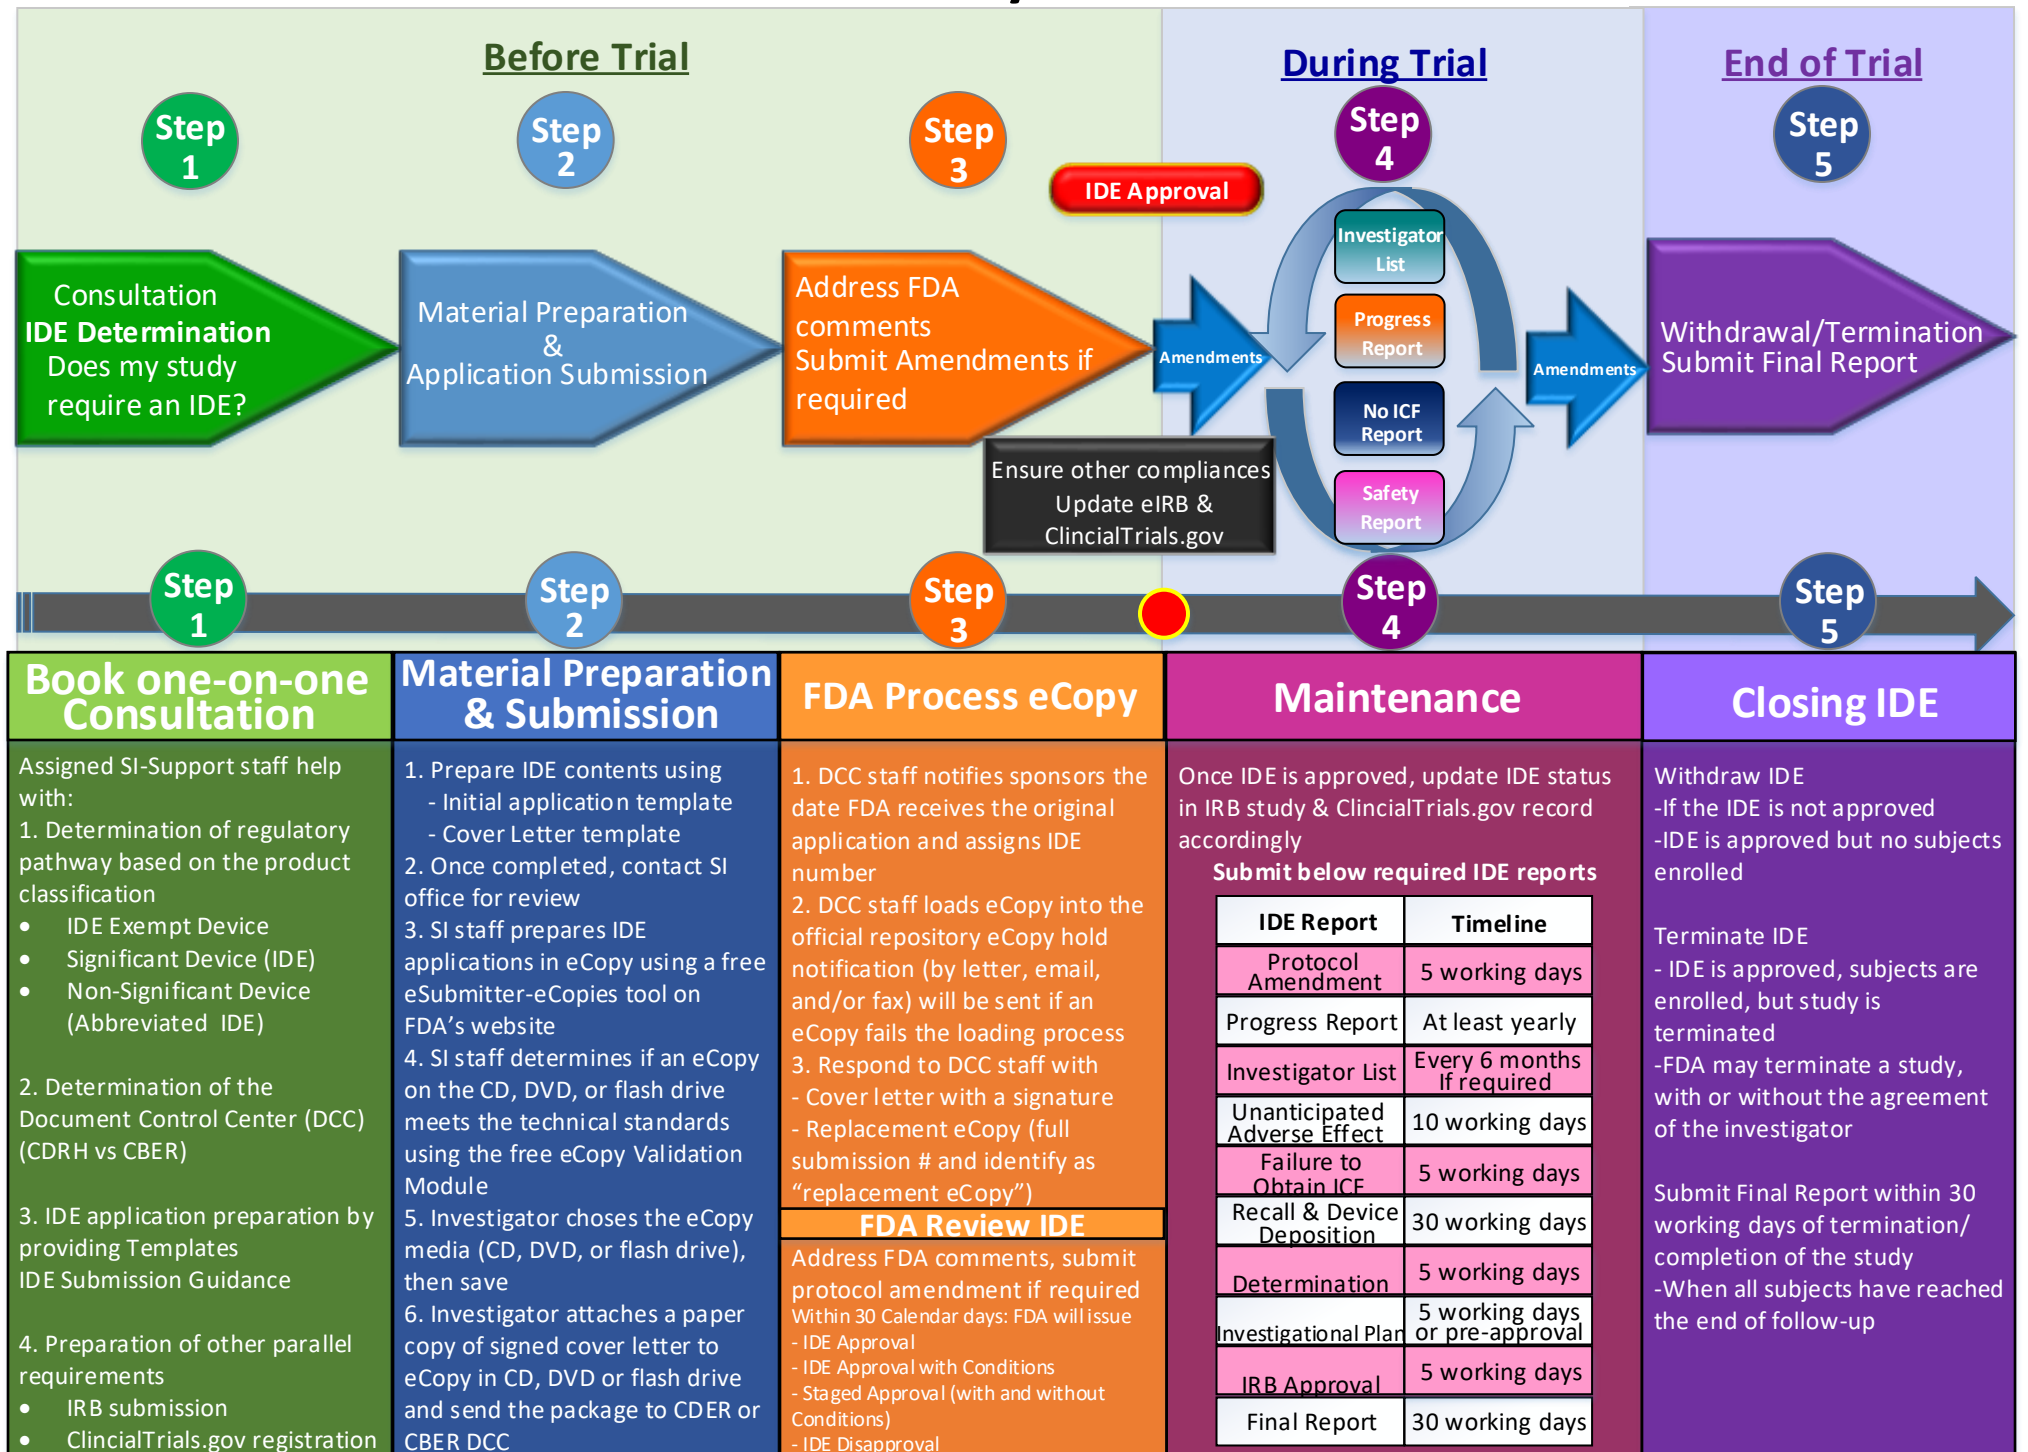 Before Trial
During Trial
End of Trial
Step
1
Step
2
Step
3
Step
4
Step
5
IDE Approval
Consultation
IDE Determination
Does my study
require an IDE?
Material Preparation
&
Application Submission
Address FDA
comments
Submit Amendments if
required
Amendments
Investigator
List
Progress
Report
No ICF
Report
Safety
Report
Amendments
Withdrawal/Termination
Submit Final Report
Ensure other compliances
Update eIRB &
ClincialTrials.gov
Step
1
Step
2
Step
3
Step
4
Step
5
Book one-on-one
Consultation
Assigned SI-Support staff help
with:
1. Determination of regulatory
pathway based on the product
classification
• IDE Exempt Device
• Significant Device (IDE)
• Non-Significant Device
(Abbreviated IDE)
2. Determination of the
Document Control Center (DCC)
(CDRH vs CBER)
3. IDE application preparation by
providing Templates
IDE Submission Guidance
4. Preparation of other parallel
requirements
• IRB submission
• ClincialTrials.gov registration
Material Preparation
& Submission
1. Prepare IDE contents using
- Initial application template
- Cover Letter template
2. Once completed, contact SI
office for review
3. SI staff prepares IDE
applications in eCopy using a free
eSubmitter-eCopies tool on
FDA’s website
4. SI staff determines if an eCopy
on the CD, DVD, or flash drive
meets the technical standards
using the free eCopy Validation
Module
5. Investigator choses the eCopy
media (CD, DVD, or flash drive),
then save
6. Investigator attaches a paper
copy of signed cover letter to
eCopy in CD, DVD or flash drive
and send the package to CDER or
CBER DCC
FDA Process eCopy
1. DCC staff notifies sponsors the
date FDA receives the original
application and assigns IDE
number
2. DCC staff loads eCopy into the
official repository eCopy hold
notification (by letter, email,
and/or fax) will be sent if an
eCopy fails the loading process
3. Respond to DCC staff with
- Cover letter with a signature
- Replacement eCopy (full
submission # and identify as
“replacement eCopy”)
FDA Review IDE
Address FDA comments, submit
protocol amendment if required
Within 30 Calendar days: FDA will issue
- IDE Approval
- IDE Approval with Conditions
- Staged Approval (with and without
Conditions)
- IDE Disapproval
Maintenance
Once IDE is approved, update IDE status
in IRB study & ClincialTrials.gov record
accordingly
Submit below required IDE reports
IDE Report Timeline
Protocol
Amendment 5 working days
Progress Report At least yearly
Investigator List Every 6 months
If required
Unanticipated
Adverse Effect 10 working days
Failure to
Obtain ICF 5 working days
Recall & Device
Deposition 30 working days
Determination 5 working days
Investigational Plan 5 working days
or pre-approval
IRB Approval 5 working days
Final Report 30 working days
Closing IDE
Withdraw IDE
-If the IDE is not approved
-IDE is approved but no subjects
enrolled
Terminate IDE
- IDE is approved, subjects are
enrolled, but study is
terminated
-FDA may terminate a study,
with or without the agreement
of the investigator
Submit Final Report within 30
working days of termination/
completion of the study
-When all subjects have reached
the end of follow-up